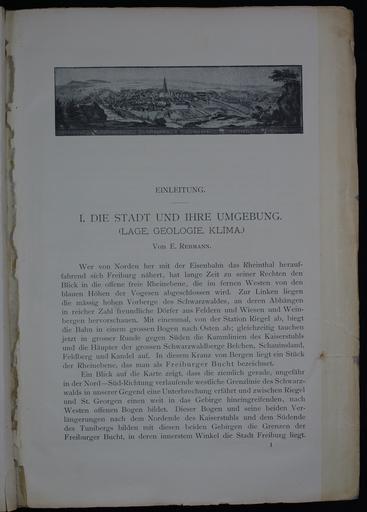 EINLEITUNG.
I. DIE STADT UND IHRE UMGEBUNG.
(LAGE, GEOLOGIE, KLIMA.)
Von E. Rebmann.
Wer von Norden her mit der Eisenbahn das Rheinthal herauf-
fahrend sich Freiburg nähert, hat lange Zeit zu seiner Rechten den
Blick in die offene freie Rheinebene, die im fernen Westen von den
blauen Höhen der Vogesen abgeschlossen wird. Zur Linken liegen
die mässig hohen Vorberge des Schwarzwaldes, an deren Abhängen
in reicher Zahl freundliche Dörfer aus Feldern und Wiesen und Wein-
bergen hervorschauen. Mit einemmal, von der Station Riegel ab, biegt
die Bahn in einem grossen Bogen nach Osten ab; gleichzeitig tauchen
jetzt in grosser Runde gegen Süden die Kammlinien des Kaiserstuhls
und die Häupter der grossen Schwarzwaldberge Belchen, Schauinsland,
Feldberg und Kandel auf. In diesem Kranz von Bergen liegt ein Stück
der Rheinebene, das man als Freiburger Bucht bezeichnet.
Ein Blick auf die Karte zeigt, dass die ziemlich gerade, ungefähr
in der Nord—Süd-Richtung verlaufende westliche Grenzlinie des Schwarz-
walds in unserer Gegend eine Unterbrechung erfährt und zwischen Riegel
und St. Georgen einen weit in das Gebirge hineingreifenden, nach
Westen offenen Bogen bildet. Dieser Bogen und seine beiden Ver-
längerungen nach dem Nordende des Kaiserstuhls und dem Südende
des Tunibergs bilden mit diesen beiden Gebirgen die Grenzen der
Freiburger Bucht, in deren innerstem Winkel die Stadt Freiburg liegt.
1